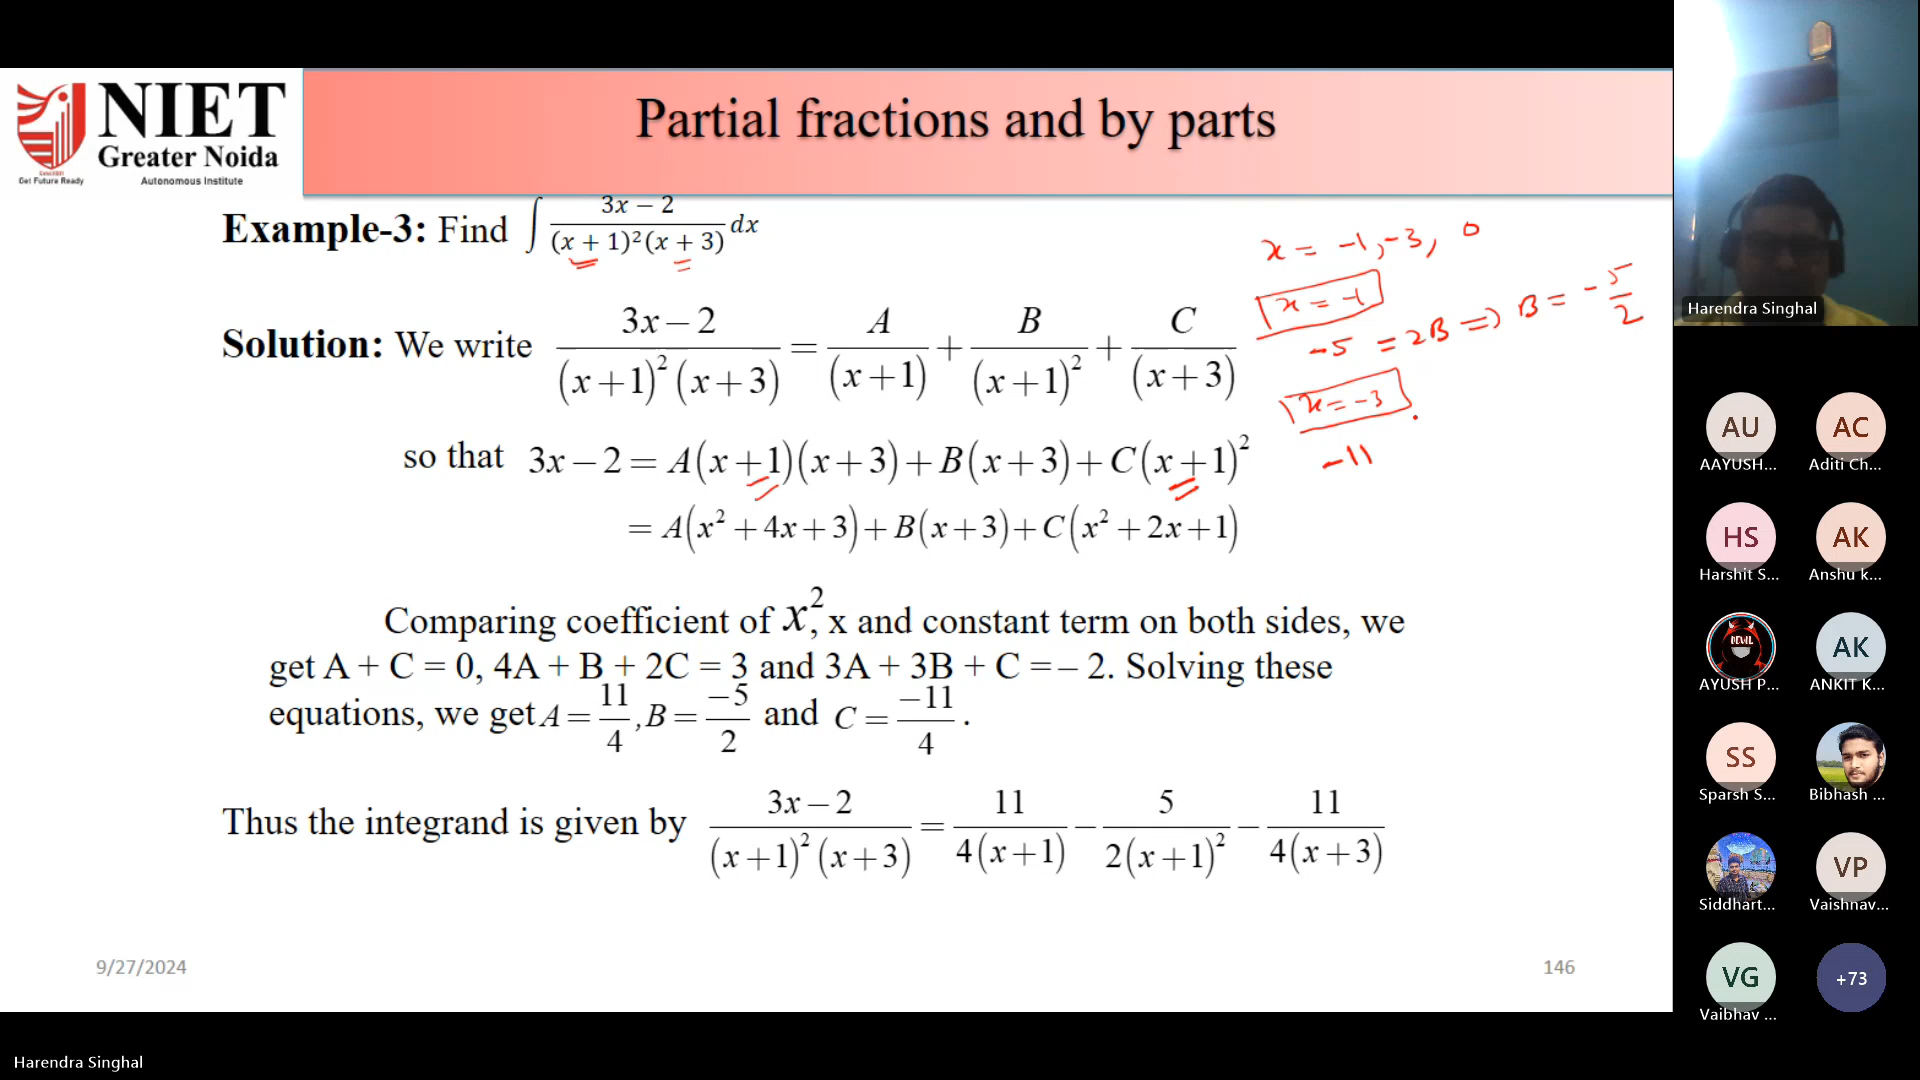 NIET
Greater Noida
Get Future Ready
Autonomous Institute
Partial fractions and by parts
Example-3: Find ∫ (3x − 2)/((x + 1)²(x + 3)) dx
x = -1, -3, 0
x = -1
-5 = 2B ⇒ B = -5/2
x = -3
-11
Solution: We write (3x − 2)/((x+1)²(x+3)) = A/(x+1) + B/(x+1)² + C/(x+3)
so that 3x − 2 = A(x+1)(x+3) + B(x+3) + C(x+1)²
= A(x² + 4x + 3) + B(x+3) + C(x² + 2x + 1)
Comparing coefficient of x², x and constant term on both sides, we
get A + C = 0, 4A + B + 2C = 3 and 3A + 3B + C = – 2. Solving these
equations, we get A = 11/4, B = −5/2 and C = −11/4.
Thus the integrand is given by (3x − 2)/((x+1)²(x+3)) = 11/(4(x+1)) − 5/(2(x+1)²) − 11/(4(x+3))
9/27/2024
146
Harendra Singhal
AU
AAYUSH...
AC
Aditi Ch...
HS
Harshit S...
AK
Anshu k...
DEVIL
AYUSH P...
AK
ANKIT K...
SS
Sparsh S...
Bibhash ...
Siddhart...
VP
Vaishnav...
VG
Vaibhav ...
+73
Harendra Singhal